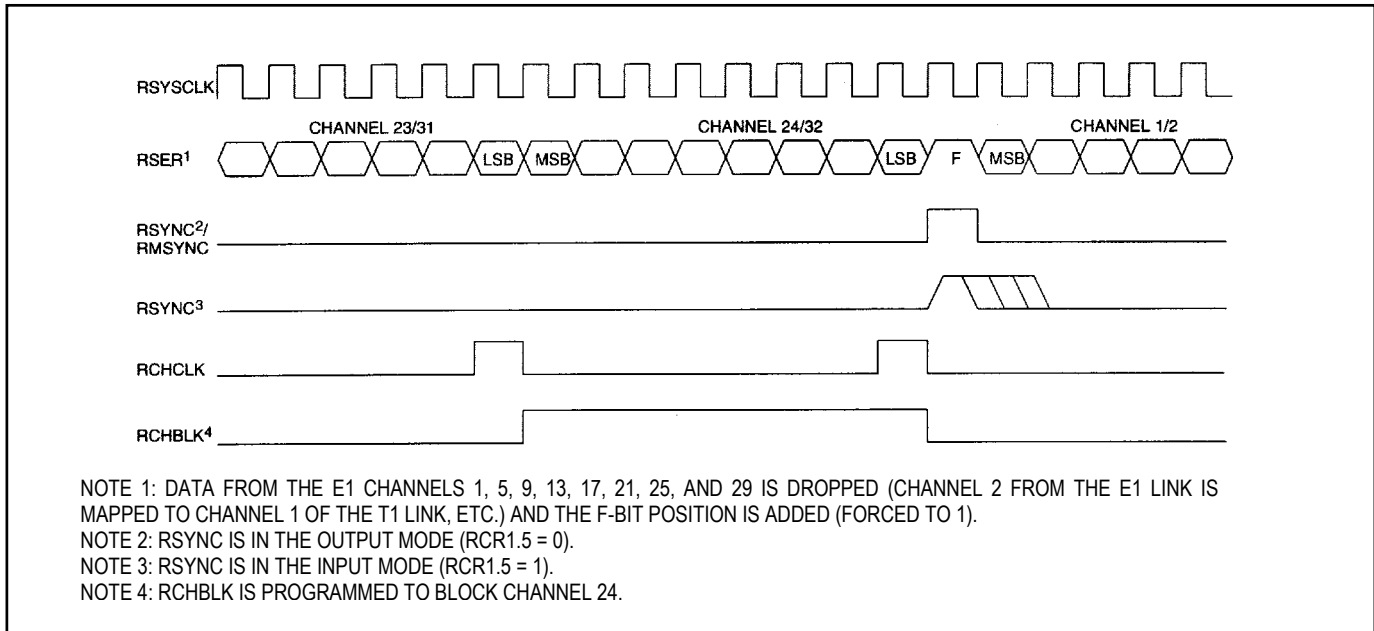 RSYSCLK
CHANNEL 23/31 CHANNEL 24/32 CHANNEL 1/2
RSER1 LSB MSB LSB F MSB
RSYNC2/
RMSYNC
RSYNC3
RCHCLK
RCHBLK4
NOTE 1: DATA FROM THE E1 CHANNELS 1, 5, 9, 13, 17, 21, 25, AND 29 IS DROPPED (CHANNEL 2 FROM THE E1 LINK IS
MAPPED TO CHANNEL 1 OF THE T1 LINK, ETC.) AND THE F-BIT POSITION IS ADDED (FORCED TO 1).
NOTE 2: RSYNC IS IN THE OUTPUT MODE (RCR1.5 = 0).
NOTE 3: RSYNC IS IN THE INPUT MODE (RCR1.5 = 1).
NOTE 4: RCHBLK IS PROGRAMMED TO BLOCK CHANNEL 24.